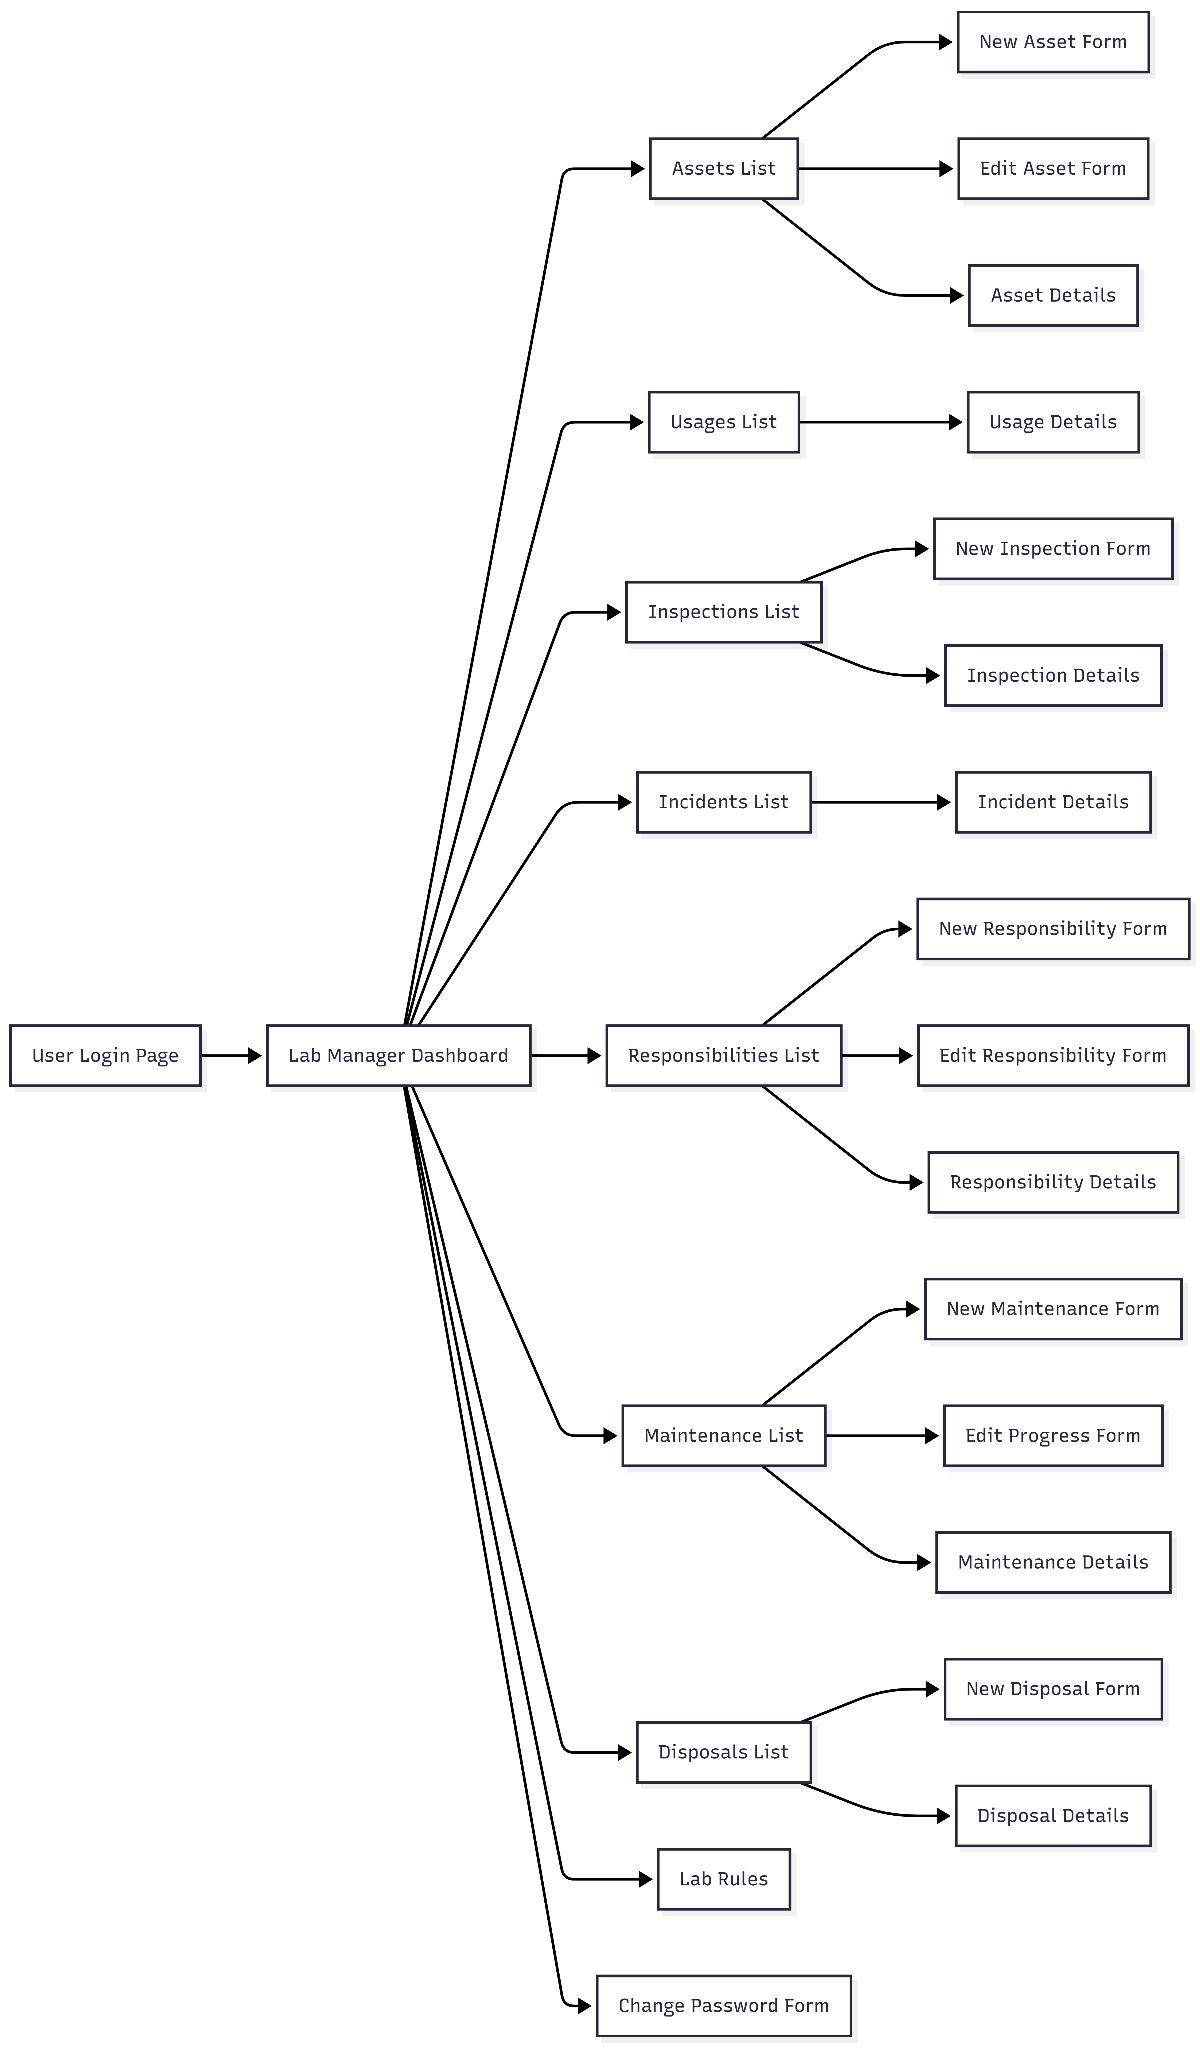 New Asset Form
Assets List
Edit Asset Form
Asset Details
Usages List
Usage Details
New Inspection Form
Inspections List
Inspection Details
Incidents List
Incident Details
New Responsibility Form
User Login Page
Lab Manager Dashboard
Responsibilities List
Edit Responsibility Form
Responsibility Details
New Maintenance Form
Maintenance List
Edit Progress Form
Maintenance Details
New Disposal Form
Disposals List
Disposal Details
Lab Rules
Change Password Form